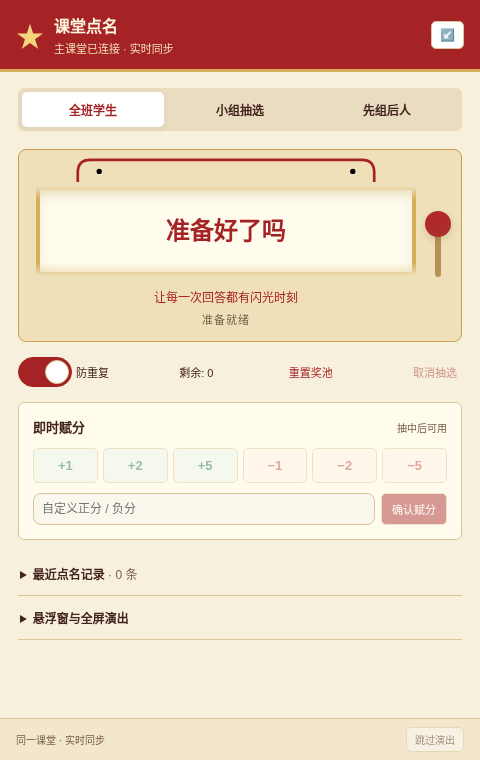 课堂点名
主课堂已连接 · 实时同步
全班学生
小组抽选
先组后人
准备好了吗
让每一次回答都有闪光时刻
准备就绪
防重复
剩余: 0
重置奖池
取消抽选
即时赋分
抽中后可用
+1
+2
+5
−1
−2
−5
自定义正分 / 负分
确认赋分
最近点名记录 · 0 条
悬浮窗与全屏演出
同一课堂 · 实时同步
跳过演出